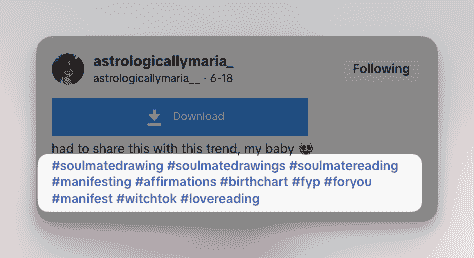 astrologicallymaria_
astrologicallymaria__ · 6-18
Following
Download
had to share this with this trend, my baby
#soulmatedrawing #soulmatedrawings #soulmatereading
#manifesting #affirmations #birthchart #fyp #foryou
#manifest #witchtok #lovereading